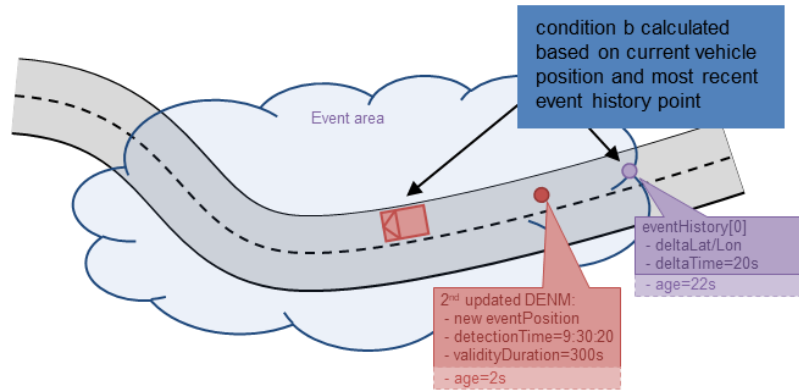 condition b calculated
based on current vehicle
position and most recent
event history point
Event area
eventHistory[0]
- deltaLat/Lon
- deltaTime=20s
- age=22s
2nd updated DENM:
- new eventPosition
- detectionTime=9:30:20
- validityDuration=300s
- age=2s